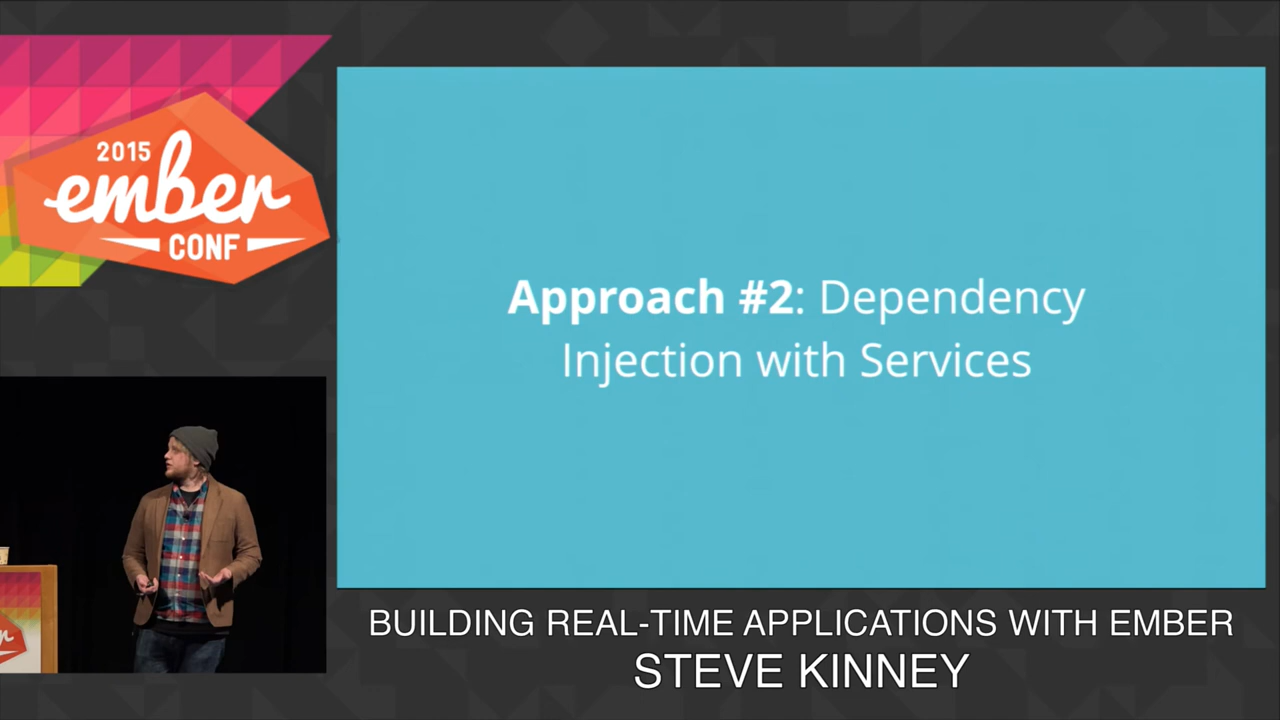 2015
ember
CONF
Approach #2: Dependency
Injection with Services
BUILDING REAL-TIME APPLICATIONS WITH EMBER
STEVE KINNEY